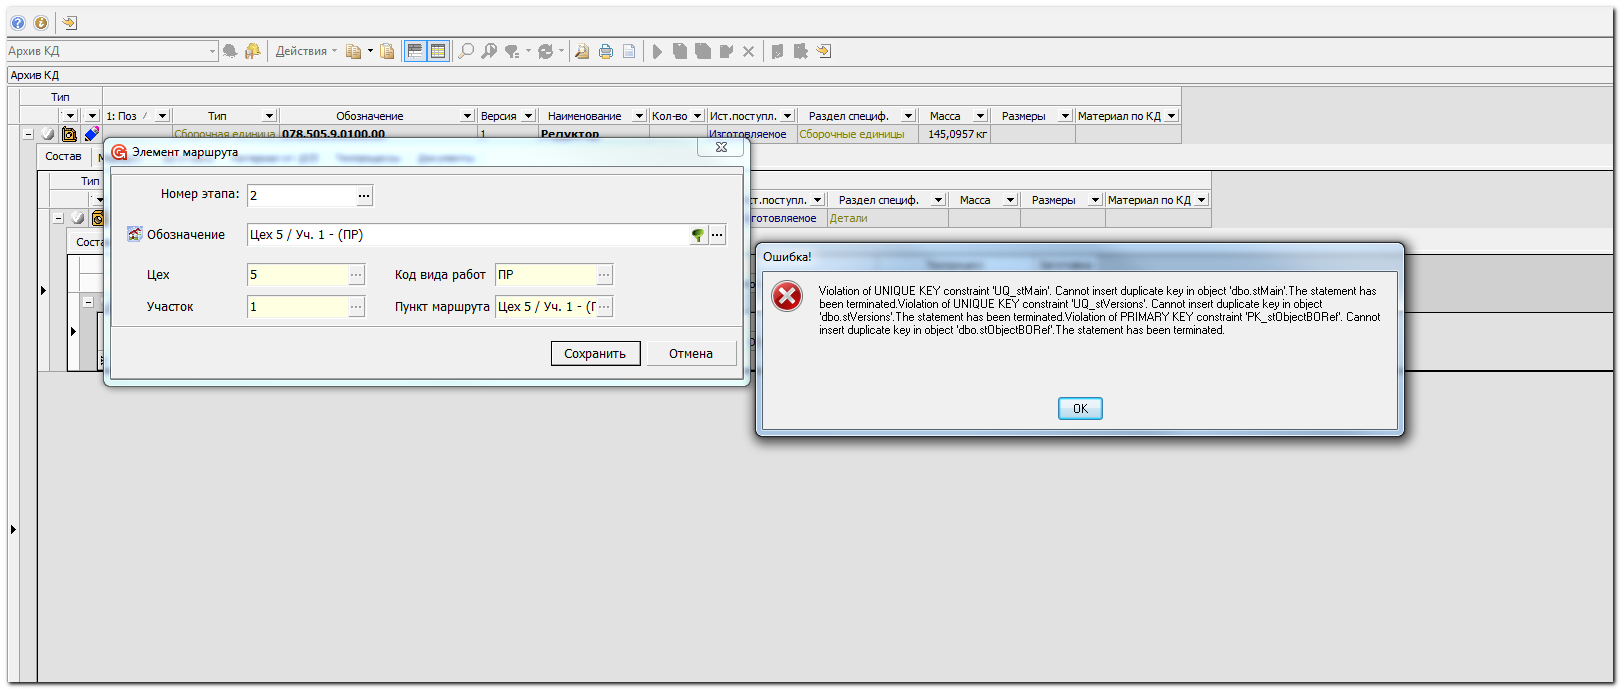 Архив КД
Действия
Архив КД
Тип
1: Поз Тип Обозначение Версия Наименование Кол-во Ист.поступл. Раздел специф. Масса Размеры Материал по КД
Сборочная единица 078.505.9.0100.00 1 Редуктор Изготовляемое Сборочные единицы 145,0957 кг
Состав
Элемент маршрута
Тип
ст.поступл. Раздел специф. Масса Размеры Материал по КД
готовляемое Детали
Соста
Номер этапа: 2
Обозначение Цех 5 / Уч. 1 - (ПР)
Цех 5 Код вида работ ПР
Участок 1 Пункт маршрута Цех 5 / Уч. 1 - (Г
Сохранить Отмена
Ошибка!
Violation of UNIQUE KEY constraint 'UQ_stMain'. Cannot insert duplicate key in object 'dbo.stMain'.The statement has
been terminated.Violation of UNIQUE KEY constraint 'UQ_stVersions'. Cannot insert duplicate key in object
'dbo.stVersions'.The statement has been terminated.Violation of PRIMARY KEY constraint 'PK_stObjectBORef'. Cannot
insert duplicate key in object 'dbo.stObjectBORef'.The statement has been terminated.
OK